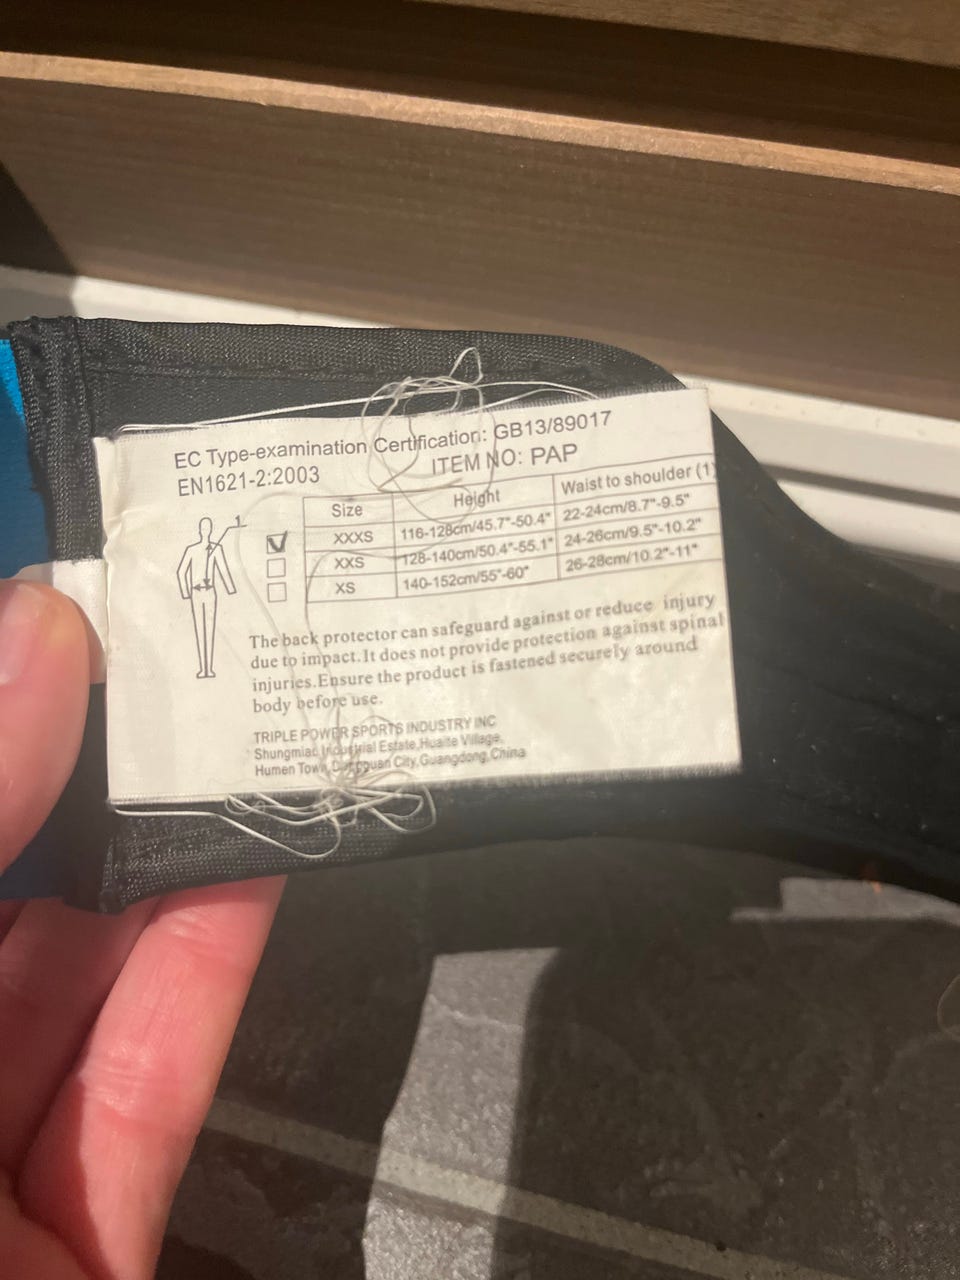 EC Type-examination Certification: GB13/89017
EN1621-2:2003
ITEM NO: PAP
1
Size Height Waist to shoulder (1)
XXXS 116-128cm/45.7"-50.4" 22-24cm/8.7"-9.5"
XXS 128-140cm/50.4"-55.1" 24-26cm/9.5"-10.2"
XS 140-152cm/55"-60" 26-28cm/10.2"-11"
The back protector can safeguard against or reduce injury
due to impact.It does not provide protection against spinal
injuries.Ensure the product is fastened securely around
body before use.
TRIPLE POWER SPORTS INDUSTRY INC
Shungmiao Industrial Estate,Huaite Village,
Humen Town,Dongguan City,Guangdong,China